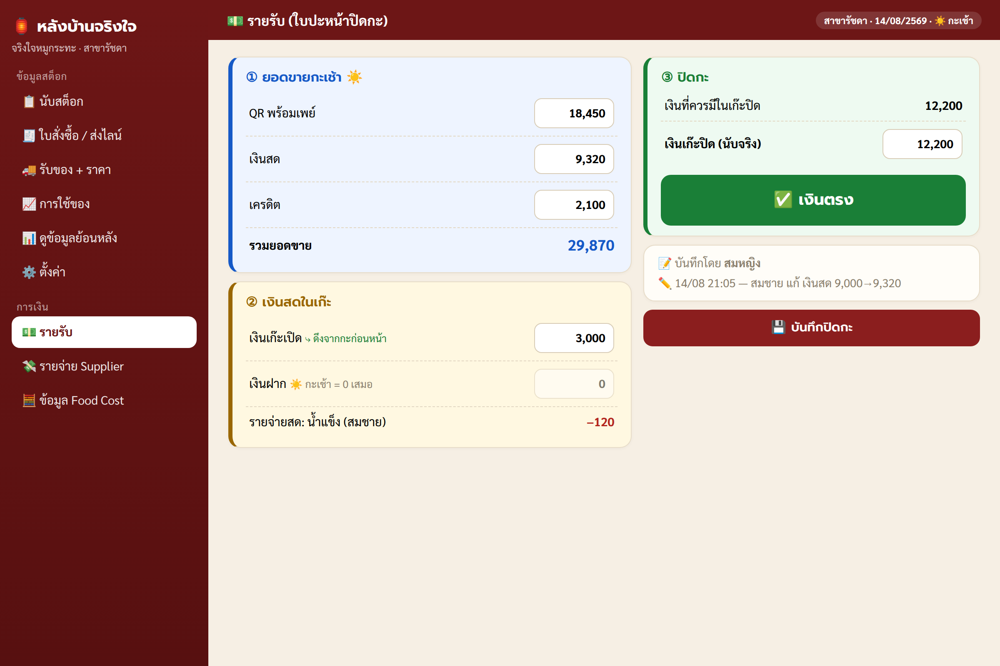 หลังบ้านจริงใจ
จริงใจหมูกระทะ · สาขารัชดา
ข้อมูลสต็อก
นับสต็อก
ใบสั่งซื้อ / ส่งไลน์
รับของ + ราคา
การใช้ของ
ดูข้อมูลย้อนหลัง
ตั้งค่า
การเงิน
รายรับ
รายจ่าย Supplier
ข้อมูล Food Cost
รายรับ (ใบปะหน้าปิดกะ)
สาขารัชดา · 14/08/2569 · ☀️ กะเช้า
① ยอดขายกะเช้า ☀️
QR พร้อมเพย์ 18,450
เงินสด 9,320
เครดิต 2,100
รวมยอดขาย 29,870
② เงินสดในเก๊ะ
เงินเก๊ะเปิด ⤷ ดึงจากกะก่อนหน้า 3,000
เงินฝาก ☀️ กะเช้า = 0 เสมอ 0
รายจ่ายสด: น้ำแข็ง (สมชาย) −120
③ ปิดกะ
เงินที่ควรมีในเก๊ะปิด 12,200
เงินเก๊ะปิด (นับจริง) 12,200
✅ เงินตรง
📝 บันทึกโดย สมหญิง
✏️ 14/08 21:05 — สมชาย แก้ เงินสด 9,000→9,320
💾 บันทึกปิดกะ